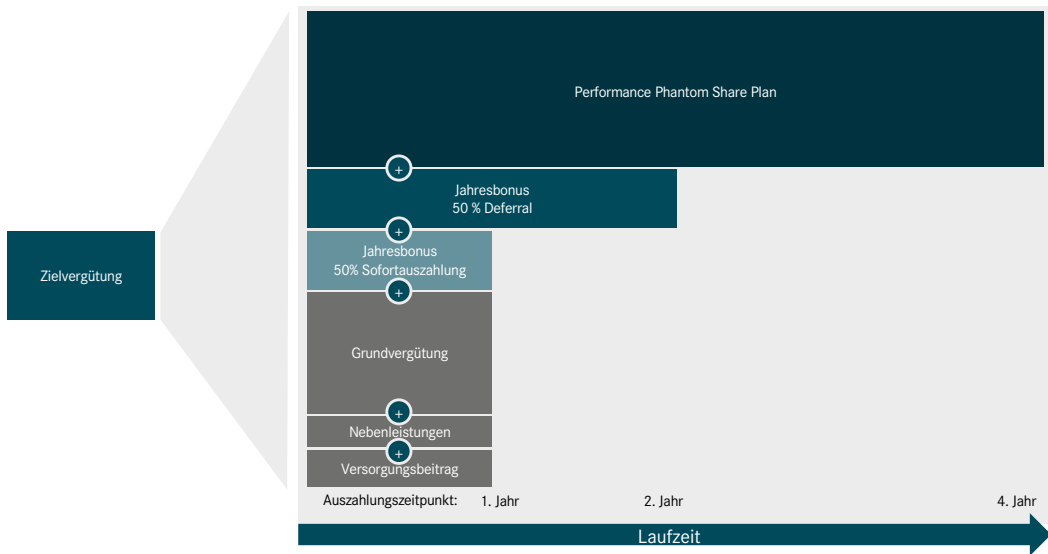 Performance Phantom Share Plan
+
Jahresbonus
50 % Deferral
+
Jahresbonus
50% Sofortauszahlung
+
Zielvergütung
Grundvergütung
+
Nebenleistungen
+
Versorgungsbeitrag
Auszahlungszeitpunkt: 1. Jahr 2. Jahr 4. Jahr
Laufzeit